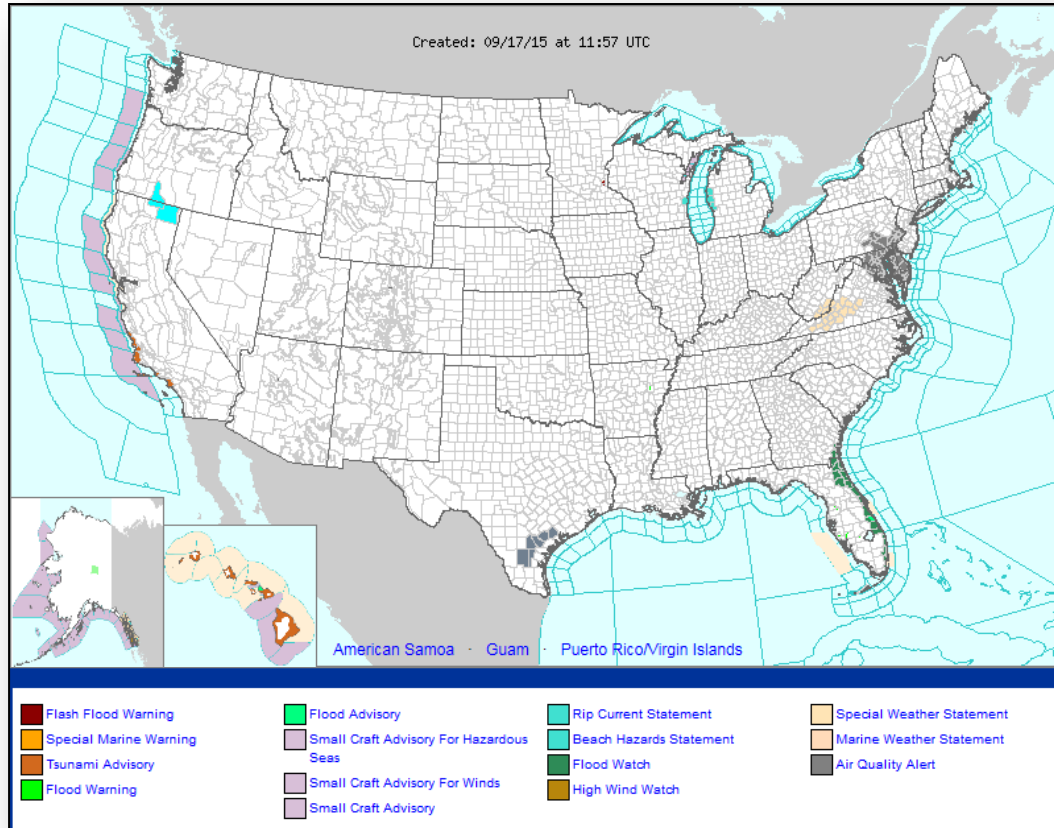 Created: 09/17/15 at 11:57 UTC
American Samoa · Guam · Puerto Rico/Virgin Islands
Flash Flood Warning
Special Marine Warning
Tsunami Advisory
Flood Warning
Flood Advisory
Small Craft Advisory For Hazardous
Seas
Small Craft Advisory For Winds
Small Craft Advisory
Rip Current Statement
Beach Hazards Statement
Flood Watch
High Wind Watch
Special Weather Statement
Marine Weather Statement
Air Quality Alert